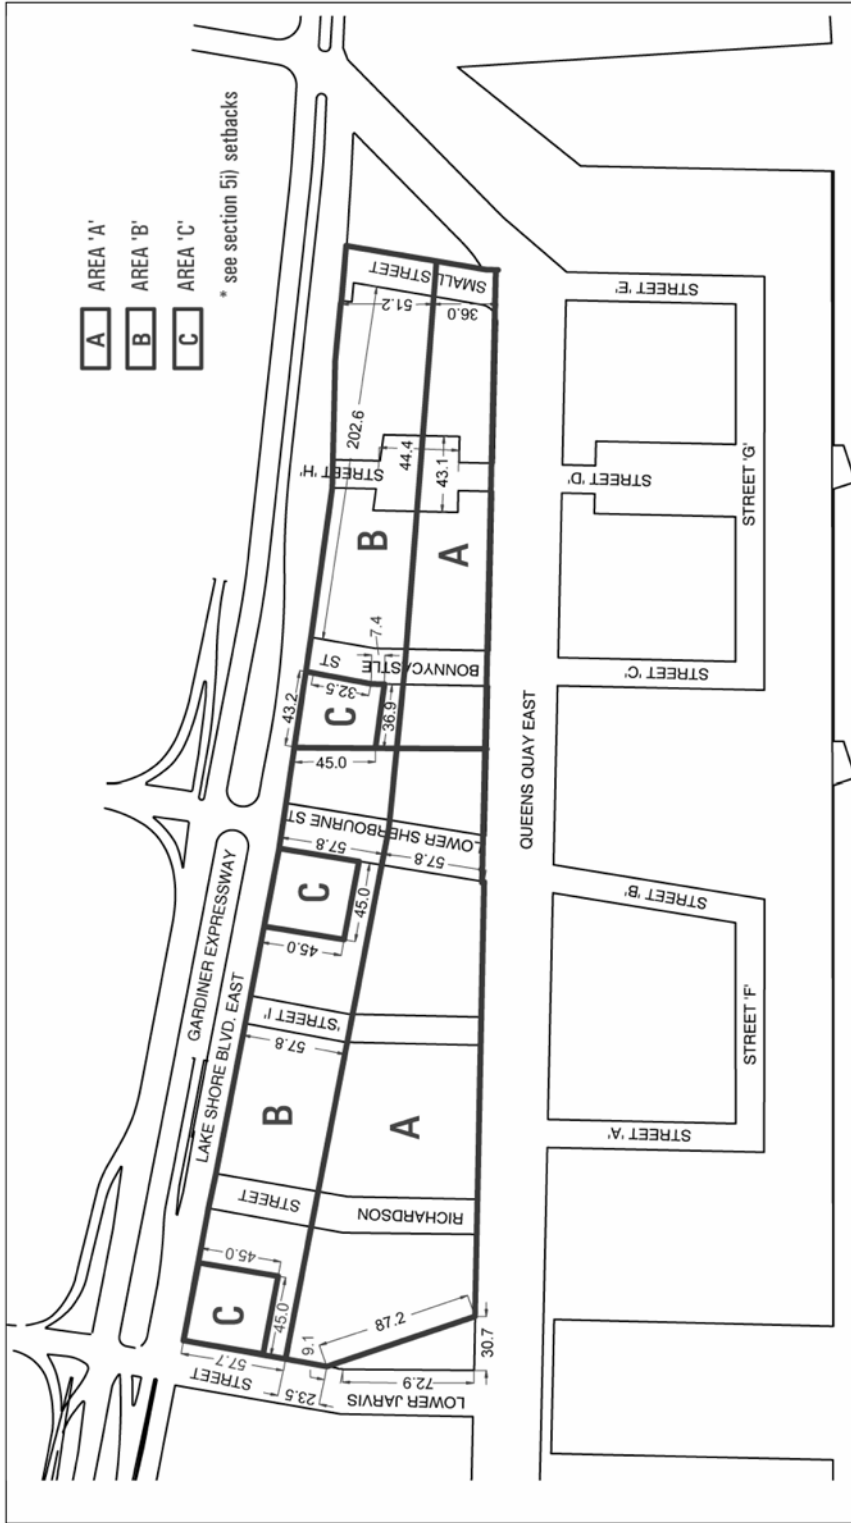 A AREA 'A'
B AREA 'B'
C AREA 'C'
* see section 5i) setbacks
GARDINER EXPRESSWAY
LAKE SHORE BLVD. EAST
C
45.0
45.0
57.7
STREET
23.5
9.1
87.2
72.9
30.7
LOWER JARVIS
STREET
RICHARDSON
B
A
57.8
'STREET I'
C
45.0
45.0
57.8
57.8
LOWER SHERBOURNE ST
43.2
C
32.5
45.0
36.9
7.4
ST
BONNYCASTLE
B
A
202.6
STREET 'H'
44.4
43.1
51.2
36.0
SMALL STREET
QUEENS QUAY EAST
STREET 'A'
STREET 'F'
STREET 'B'
STREET 'C'
STREET 'D'
STREET 'G'
STREET 'E'